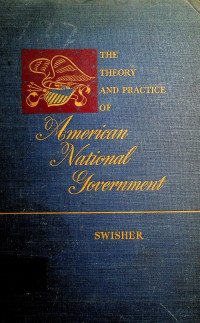 THE
THEORY
AND PRACTICE
OF
American
National
Government
SWISHER